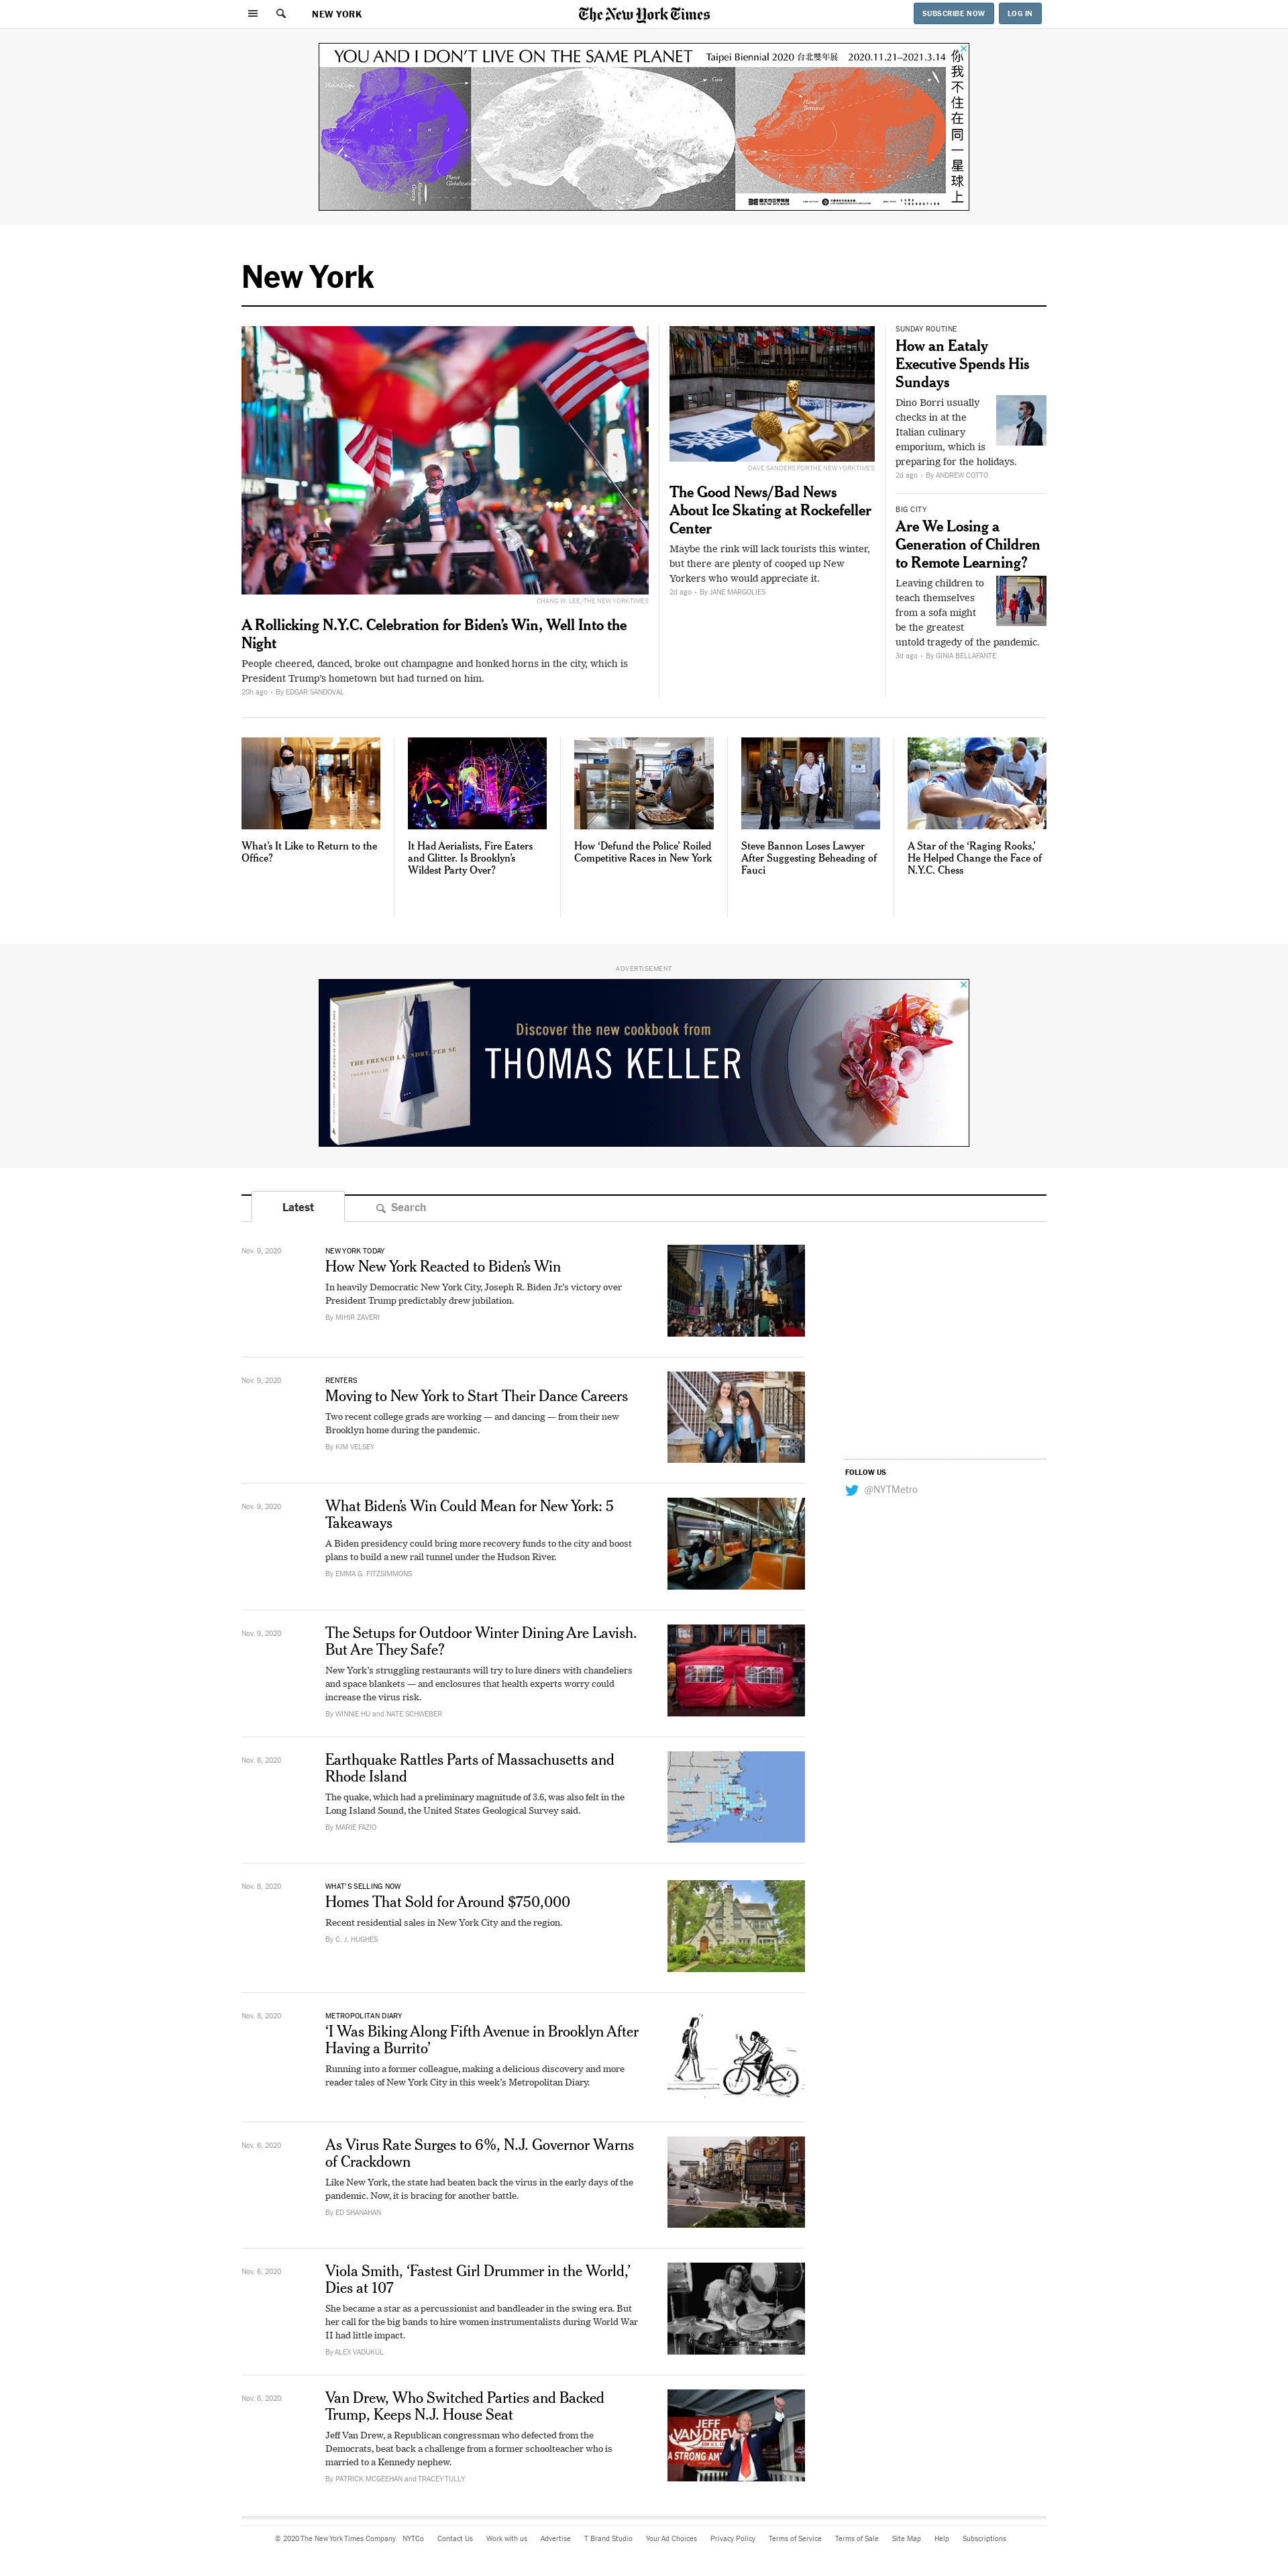 NEW YORK
The New York Times
SUBSCRIBE NOW
LOG IN
YOU AND I DON'T LIVE ON THE SAME PLANET
Taipei Biennial 2020 台北雙年展
2020.11.21–2021.3.14
你我不住在同一星球上
New York
CHANG W. LEE/THE NEW YORK TIMES
A Rollicking N.Y.C. Celebration for Biden’s Win, Well Into the
Night
People cheered, danced, broke out champagne and honked horns in the city, which is
President Trump’s hometown but had turned on him.
20h ago • By EDGAR SANDOVAL
DAVE SANDERS FOR THE NEW YORK TIMES
The Good News/Bad News
About Ice Skating at Rockefeller
Center
Maybe the rink will lack tourists this winter,
but there are plenty of cooped up New
Yorkers who would appreciate it.
2d ago • By JANE MARGOLIES
SUNDAY ROUTINE
How an Eataly
Executive Spends His
Sundays
Dino Borri usually
checks in at the
Italian culinary
emporium, which is
preparing for the holidays.
2d ago • By ANDREW COTTO
BIG CITY
Are We Losing a
Generation of Children
to Remote Learning?
Leaving children to
teach themselves
from a sofa might
be the greatest
untold tragedy of the pandemic.
3d ago • By GINIA BELLAFANTE
What’s It Like to Return to the
Office?
It Had Aerialists, Fire Eaters
and Glitter. Is Brooklyn’s
Wildest Party Over?
How ‘Defund the Police’ Roiled
Competitive Races in New York
500
Steve Bannon Loses Lawyer
After Suggesting Beheading of
Fauci
A Star of the ‘Raging Rooks,’
He Helped Change the Face of
N.Y.C. Chess
ADVERTISEMENT
THE FRENCH LAUNDRY, PER SE
THOMAS KELLER
Discover the new cookbook from
THOMAS KELLER
Latest
Search
Nov. 9, 2020
NEW YORK TODAY
How New York Reacted to Biden’s Win
In heavily Democratic New York City, Joseph R. Biden Jr.’s victory over
President Trump predictably drew jubilation.
By MIHIR ZAVERI
Nov. 9, 2020
RENTERS
Moving to New York to Start Their Dance Careers
Two recent college grads are working — and dancing — from their new
Brooklyn home during the pandemic.
By KIM VELSEY
FOLLOW US
@NYTMetro
Nov. 9, 2020
What Biden’s Win Could Mean for New York: 5
Takeaways
A Biden presidency could bring more recovery funds to the city and boost
plans to build a new rail tunnel under the Hudson River.
By EMMA G. FITZSIMMONS
Nov. 9, 2020
The Setups for Outdoor Winter Dining Are Lavish.
But Are They Safe?
New York’s struggling restaurants will try to lure diners with chandeliers
and space blankets — and enclosures that health experts worry could
increase the virus risk.
By WINNIE HU and NATE SCHWEBER
Nov. 8, 2020
Earthquake Rattles Parts of Massachusetts and
Rhode Island
The quake, which had a preliminary magnitude of 3.6, was also felt in the
Long Island Sound, the United States Geological Survey said.
By MARIE FAZIO
Nov. 8, 2020
WHAT’S SELLING NOW
Homes That Sold for Around $750,000
Recent residential sales in New York City and the region.
By C. J. HUGHES
Nov. 8, 2020
METROPOLITAN DIARY
‘I Was Biking Along Fifth Avenue in Brooklyn After
Having a Burrito’
Running into a former colleague, making a delicious discovery and more
reader tales of New York City in this week’s Metropolitan Diary.
Nov. 6, 2020
As Virus Rate Surges to 6%, N.J. Governor Warns
of Crackdown
Like New York, the state had beaten back the virus in the early days of the
pandemic. Now, it is bracing for another battle.
By ED SHANAHAN
COVID-19
TESTING
Nov. 6, 2020
Viola Smith, ‘Fastest Girl Drummer in the World,’
Dies at 107
She became a star as a percussionist and bandleader in the swing era. But
her call for the big bands to hire women instrumentalists during World War
II had little impact.
By ALEX VADUKUL
Nov. 6, 2020
Van Drew, Who Switched Parties and Backed
Trump, Keeps N.J. House Seat
Jeff Van Drew, a Republican congressman who defected from the
Democrats, beat back a challenge from a former schoolteacher who is
married to a Kennedy nephew.
By PATRICK MCGEEHAN and TRACEY TULLY
JEFF
VAN DREW
A STRONG AM
© 2020 The New York Times Company NYTCo Contact Us Work with us Advertise T Brand Studio Your Ad Choices Privacy Policy Terms of Service Terms of Sale Site Map Help Subscriptions